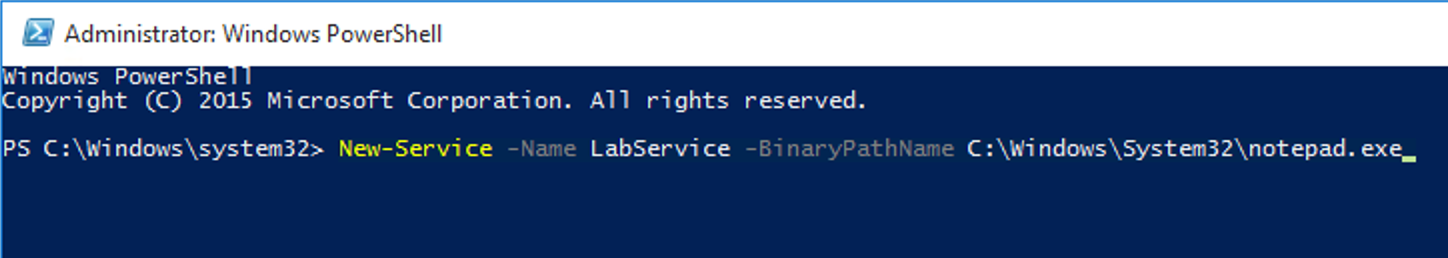 Administrator: Windows PowerShell
Windows PowerShell
Copyright (C) 2015 Microsoft Corporation. All rights reserved.
PS C:\Windows\system32> New-Service -Name LabService -BinaryPathName C:\Windows\System32\notepad.exe